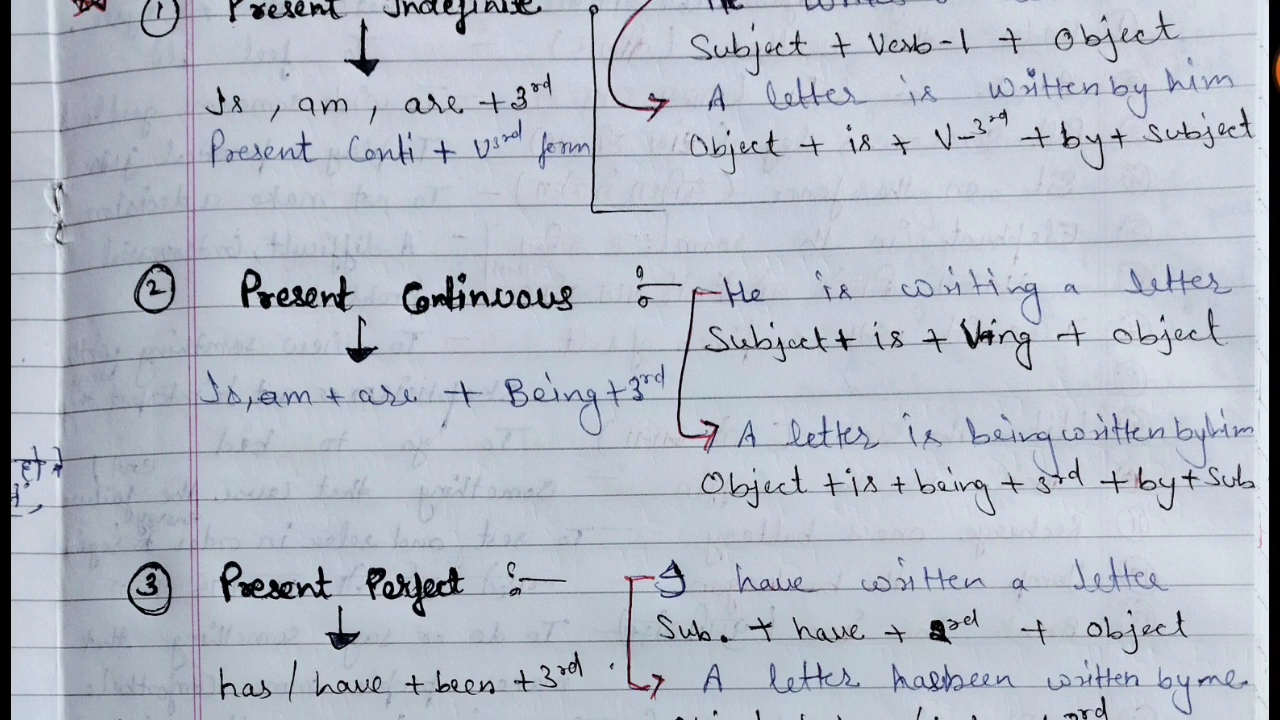 ① Present Indefinite
Is, am, are + 3rd
Present Conti + V3rd form
Subject + Verb-1 + Object
A letter is written by him
Object + is + V-3rd + by + Subject
② Present Continuous :-
Is, am + are + Being + 3rd
He is writing a letter
Subject + is + Ving + object
A letter is being written by him
Object + is + being + 3rd + by + Sub
③ Present Perfect :-
has / have + been + 3rd
I have written a lettee
Sub. + have + 3rd + object
A letter hasbeen written by me.